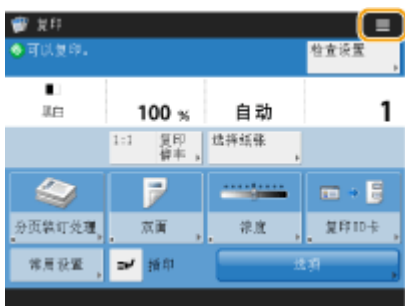 复印
可以复印。
检查设置
黑白
100 %
自动
1
1:1 复印倍率
选择纸张
分页装订处理
双面
浓度
复印ID卡
常用设置
插印
选项